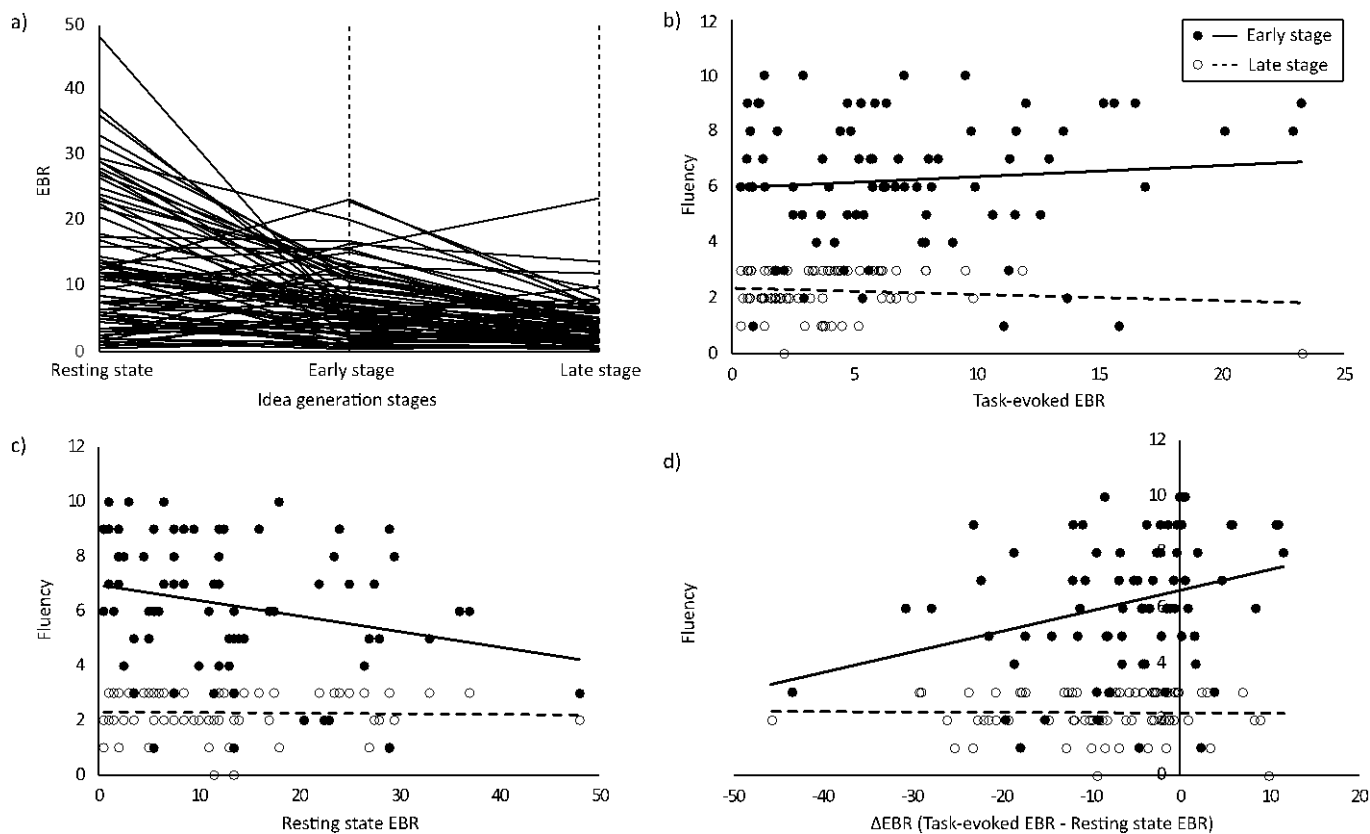 a)
50
40
30
20
10
0
EBR
Resting state
Early stage
Late stage
Idea generation stages
b)
12
10
8
6
4
2
0
Fluency
0
5
10
15
20
25
Task-evoked EBR
Early stage
Late stage
c)
12
10
8
6
4
2
0
Fluency
0
10
20
30
40
50
Resting state EBR
d)
12
10
8
6
4
2
0
Fluency
-50
-40
-30
-20
-10
0
10
20
ΔEBR (Task-evoked EBR - Resting state EBR)